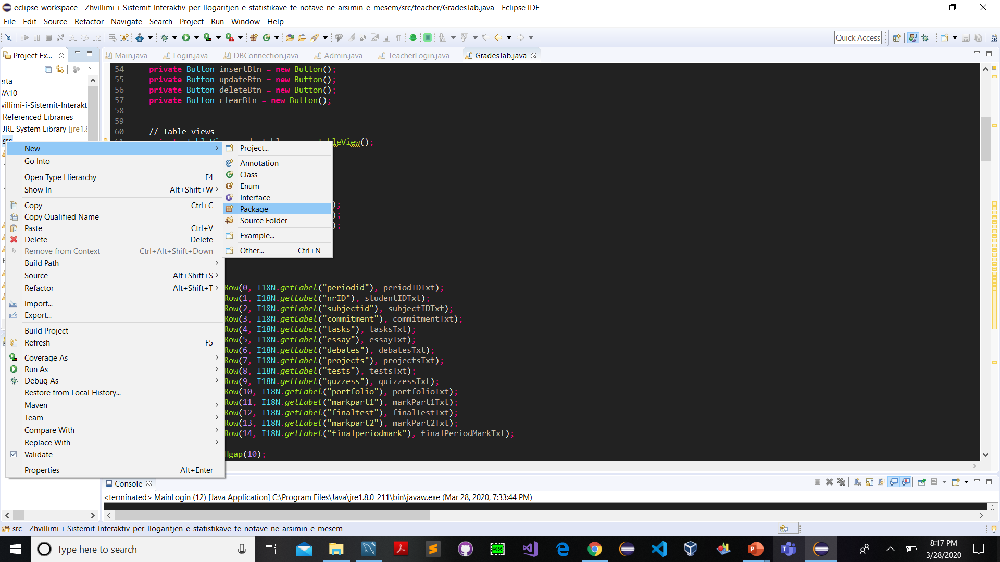 eclipse-workspace - Zhvillimi-i-Sistemit-Interaktiv-per-llogaritjen-e-statistikave-te-notave-ne-arsimin-e-mesem/src/teacher/GradesTab.java - Eclipse IDE
File Edit Source Refactor Navigate Search Project Run Window Help
Quick Access
Project Ex...
Main.java Login.java DBConnection.java Admin.java TeacherLogin.java GradesTab.java
54 private Button insertBtn = new Button();
55 private Button updateBtn = new Button();
56 private Button deleteBtn = new Button();
57 private Button clearBtn = new Button();
58
59
60 // Table views
leView();
erta
/A10
villimi-i-Sistemit-Interakt
Referenced Libraries
JRE System Library [jre1.8
src
New
Go Into
Open Type Hierarchy F4
Show In Alt+Shift+W
Copy Ctrl+C
Copy Qualified Name
Paste Ctrl+V
Delete Delete
Remove from Context Ctrl+Alt+Shift+Down
Build Path
Source Alt+Shift+S
Refactor Alt+Shift+T
Import...
Export...
Build Project
Refresh F5
Coverage As
Run As
Debug As
Restore from Local History...
Maven
Team
Compare With
Replace With
Validate
Properties Alt+Enter
Project...
Annotation
Class
Enum
Interface
Package
Source Folder
Example...
Other... Ctrl+N
);
);
);
Row(0, I18N.getLabel("periodid"), periodIDTxt);
Row(1, I18N.getLabel("nrID"), studentIDTxt);
Row(2, I18N.getLabel("subjectid"), subjectIDTxt);
Row(3, I18N.getLabel("commitment"), commitmentTxt);
Row(4, I18N.getLabel("tasks"), tasksTxt);
Row(5, I18N.getLabel("essay"), essayTxt);
Row(6, I18N.getLabel("debates"), debatesTxt);
Row(7, I18N.getLabel("projects"), projectsTxt);
Row(8, I18N.getLabel("tests"), testsTxt);
Row(9, I18N.getLabel("quzzess"), quizzessTxt);
Row(10, I18N.getLabel("portfolio"), portfolioTxt);
Row(11, I18N.getLabel("markpart1"), markPart1Txt);
Row(12, I18N.getLabel("finaltest"), finalTestTxt);
Row(13, I18N.getLabel("markpart2"), markPart2Txt);
Row(14, I18N.getLabel("finalperiodmark"), finalPeriodMarkTxt);
Hgap(10);
Console
<terminated> MainLogin (12) [Java Application] C:\Program Files\Java\jre1.8.0_211\bin\javaw.exe (Mar 28, 2020, 7:33:44 PM)
src - Zhvillimi-i-Sistemit-Interaktiv-per-llogaritjen-e-statistikave-te-notave-ne-arsimin-e-mesem
Type here to search
8:17 PM
3/28/2020